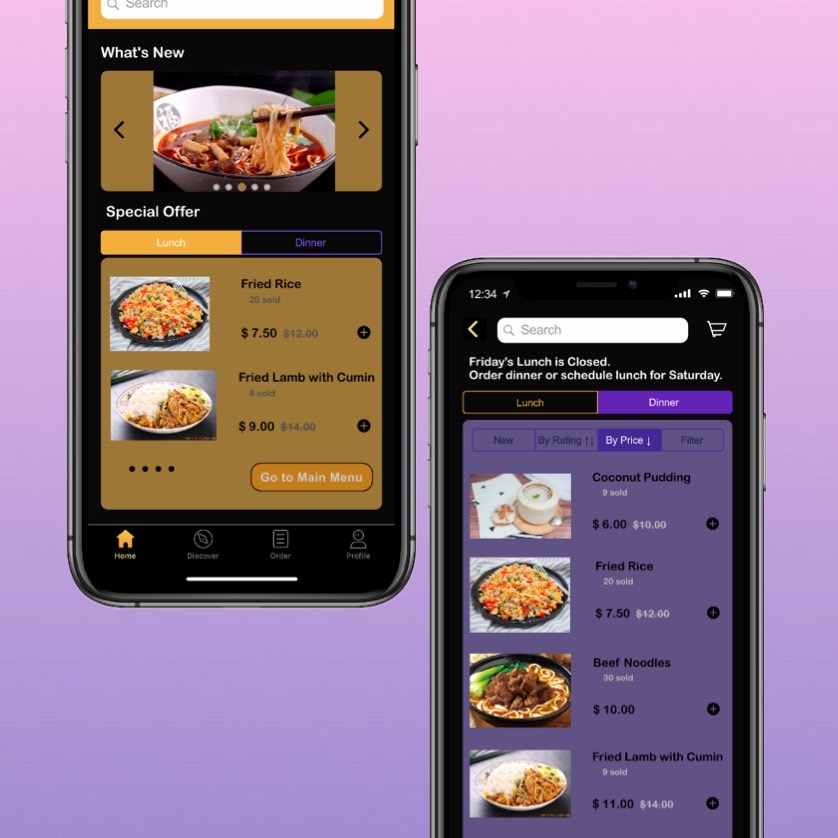 Search
What's New
Special Offer
Lunch
Dinner
Fried Rice
20 sold
$ 7.50 $12.00
Fried Lamb with Cumin
9 sold
$ 9.00 $14.00
Go to Main Menu
Home
Discover
Order
Profile
12:34
Search
Friday's Lunch is Closed.
Order dinner or schedule lunch for Saturday.
Lunch
Dinner
New
By Rating ↑↓
By Price ↓
Filter
Coconut Pudding
9 sold
$ 6.00 $10.00
Fried Rice
20 sold
$ 7.50 $12.00
Beef Noodles
30 sold
$ 10.00
Fried Lamb with Cumin
9 sold
$ 11.00 $14.00